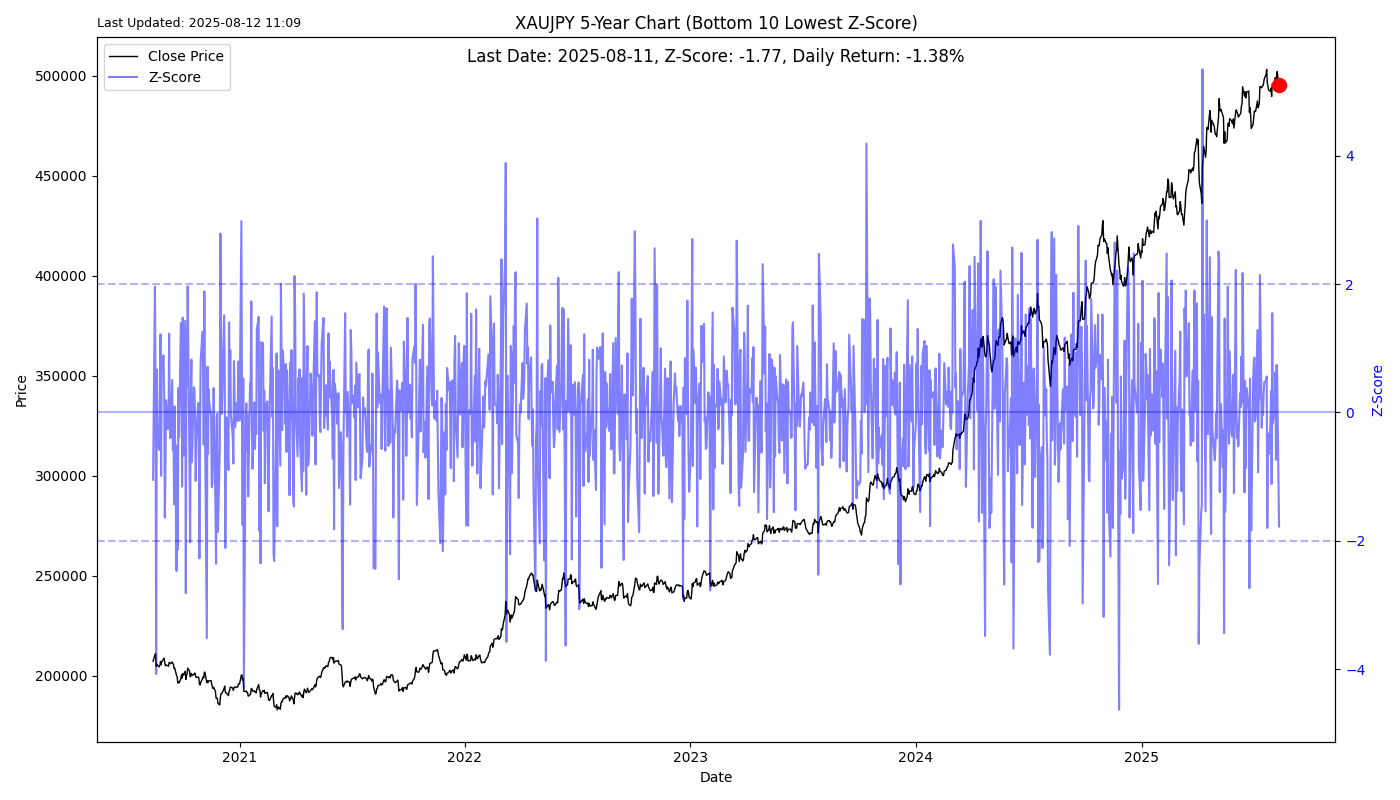 Last Updated: 2025-08-12 11:09
XAUJPY 5-Year Chart (Bottom 10 Lowest Z-Score)
Last Date: 2025-08-11, Z-Score: -1.77, Daily Return: -1.38%
Close Price
Z-Score
500000
450000
400000
350000
300000
250000
200000
Price
4
2
0
−2
−4
Z-Score
2021
2022
2023
2024
2025
Date